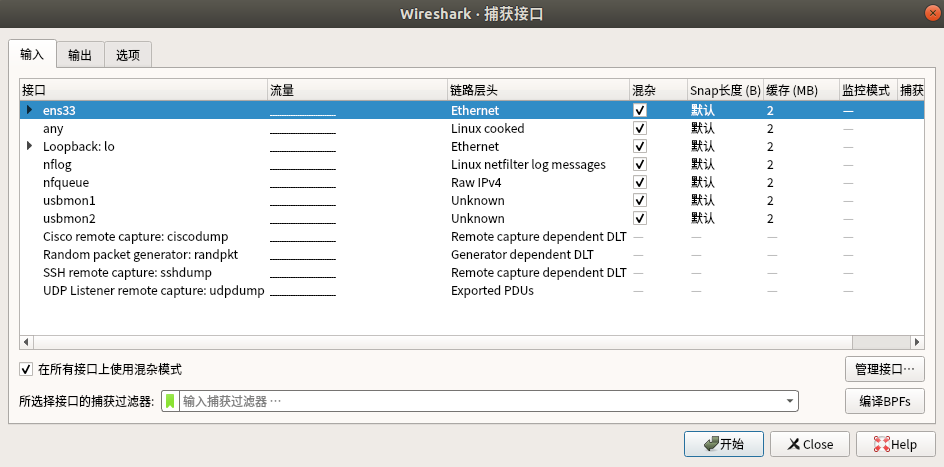 Wireshark · 捕获接口
输入 输出 选项
接口 流量 链路层头 混杂 Snap长度 (B) 缓存 (MB) 监控模式 捕获
ens33 Ethernet 默认 2 —
any Linux cooked 默认 2 —
Loopback: lo Ethernet 默认 2 —
nflog Linux netfilter log messages 默认 2 —
nfqueue Raw IPv4 默认 2 —
usbmon1 Unknown 默认 2 —
usbmon2 Unknown 默认 2 —
Cisco remote capture: ciscodump Remote capture dependent DLT — — — —
Random packet generator: randpkt Generator dependent DLT — — — —
SSH remote capture: sshdump Remote capture dependent DLT — — — —
UDP Listener remote capture: udpdump Exported PDUs — — — —
在所有接口上使用混杂模式 管理接口…
所选择接口的捕获过滤器: 输入捕获过滤器 … 编译BPFs
开始 Close Help